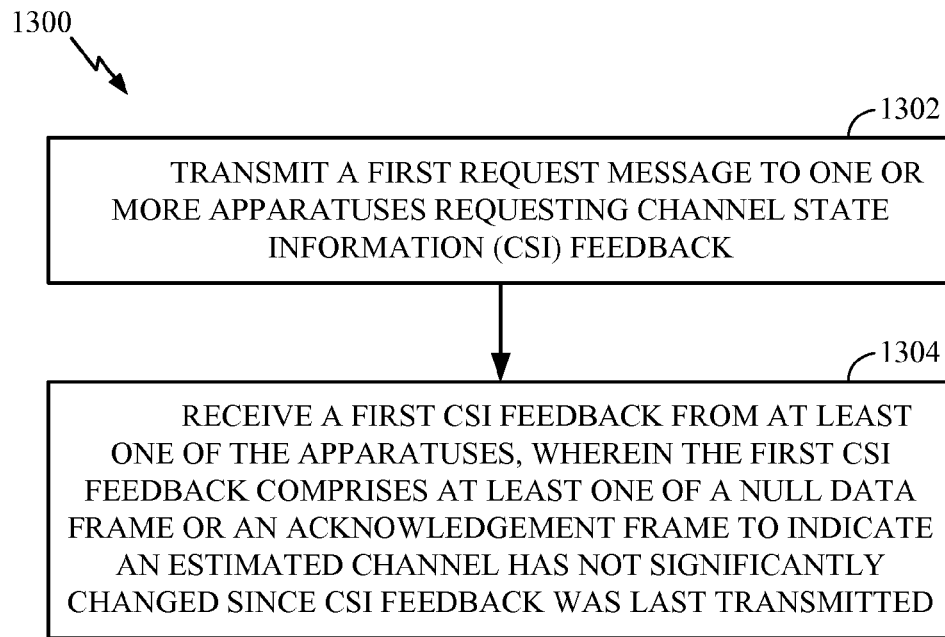 1300
1302
TRANSMIT A FIRST REQUEST MESSAGE TO ONE OR
MORE APPARATUSES REQUESTING CHANNEL STATE
INFORMATION (CSI) FEEDBACK
1304
RECEIVE A FIRST CSI FEEDBACK FROM AT LEAST
ONE OF THE APPARATUSES, WHEREIN THE FIRST CSI
FEEDBACK COMPRISES AT LEAST ONE OF A NULL DATA
FRAME OR AN ACKNOWLEDGEMENT FRAME TO INDICATE
AN ESTIMATED CHANNEL HAS NOT SIGNIFICANTLY
CHANGED SINCE CSI FEEDBACK WAS LAST TRANSMITTED